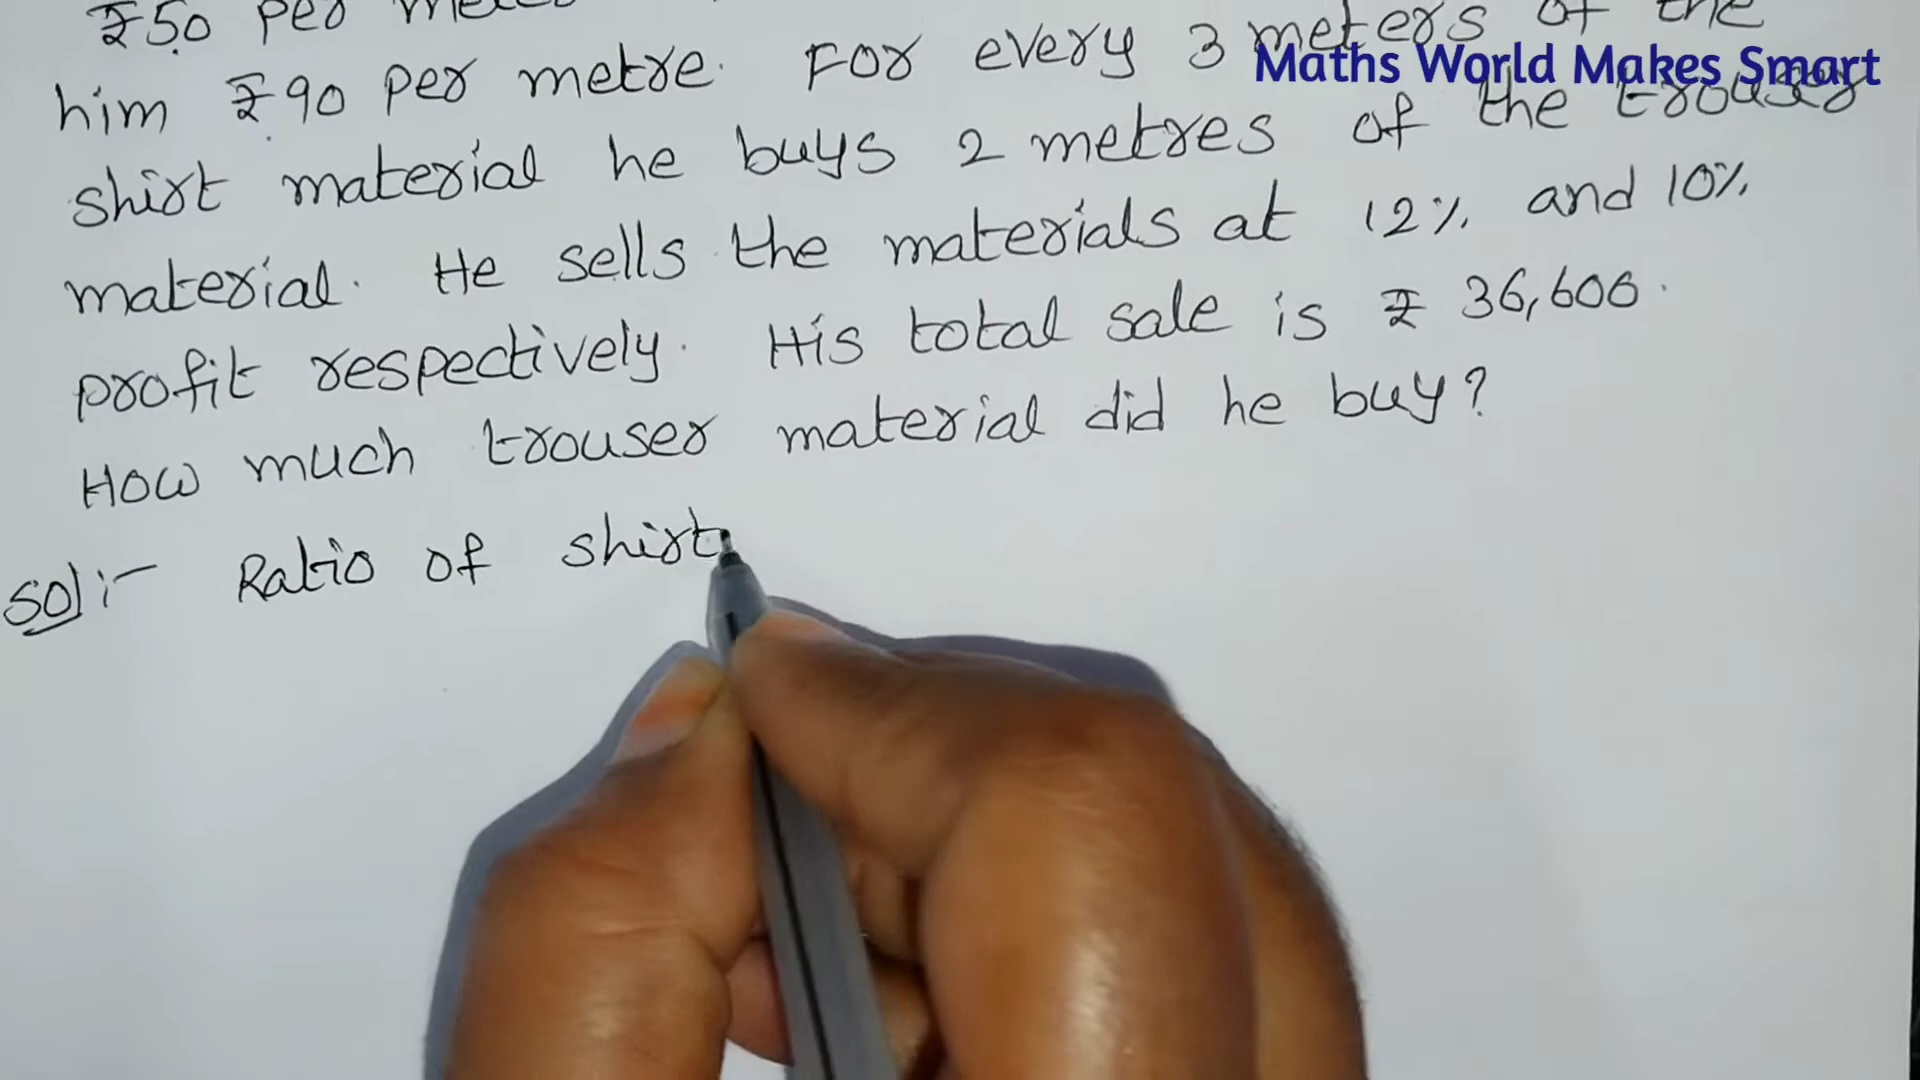 ₹50 per metre
him ₹90 per metre. For every 3 meters of the
Maths World Makes Smart
shirt material he buys 2 metres of the trouser
material. He sells the materials at 12% and 10%
profit respectively. His total sale is ₹ 36,600.
How much trouser material did he buy?
Sol:- Ratio of shirt